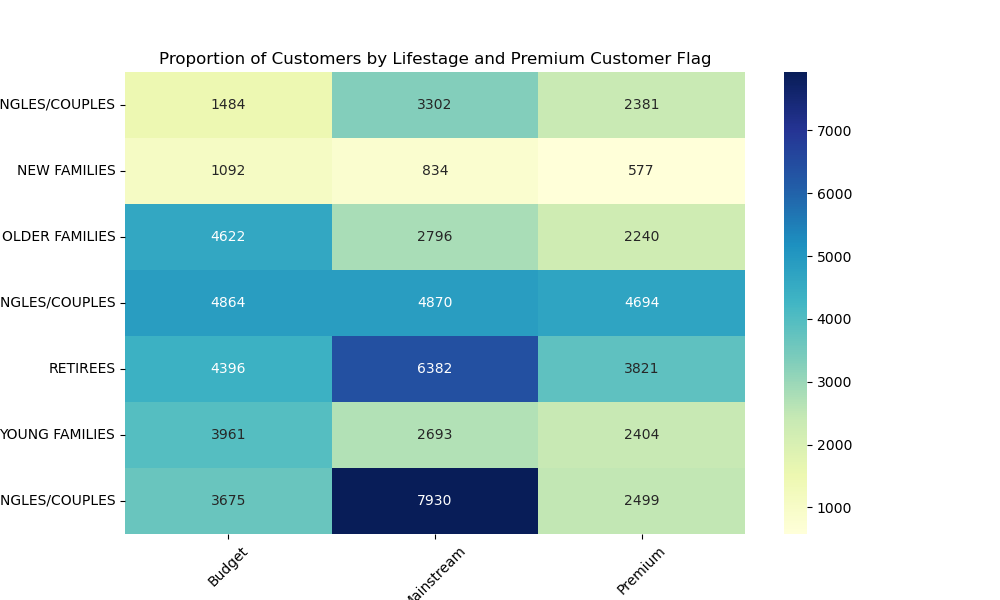 Proportion of Customers by Lifestage and Premium Customer Flag
NGLES/COUPLES 1484 3302 2381
NEW FAMILIES 1092 834 577
OLDER FAMILIES 4622 2796 2240
NGLES/COUPLES 4864 4870 4694
RETIREES 4396 6382 3821
YOUNG FAMILIES 3961 2693 2404
NGLES/COUPLES 3675 7930 2499
Budget Mainstream Premium
7000
6000
5000
4000
3000
2000
1000